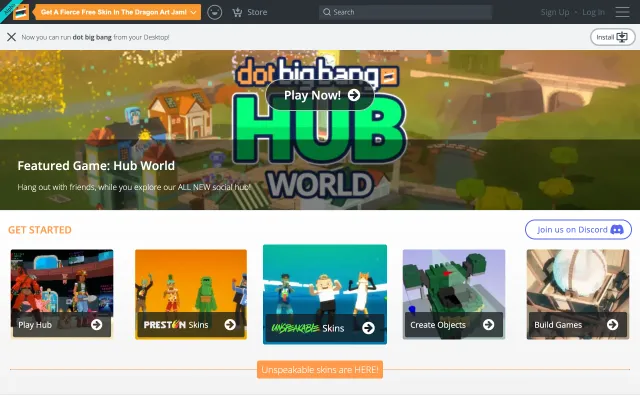 Get A Fierce Free Skin In The Dragon Art Jam!
Store
Search
Sign Up - Log In
Now you can run dot big bang from your Desktop!
Install
dotbigbang
Play Now!
HUB
WORLD
Featured Game: Hub World
Hang out with friends, while you explore our ALL NEW social hub!
GET STARTED
Join us on Discord
Play Hub
PRESTON Skins
UNSPEAKABLE Skins
Create Objects
Build Games
Unspeakable skins are HERE!